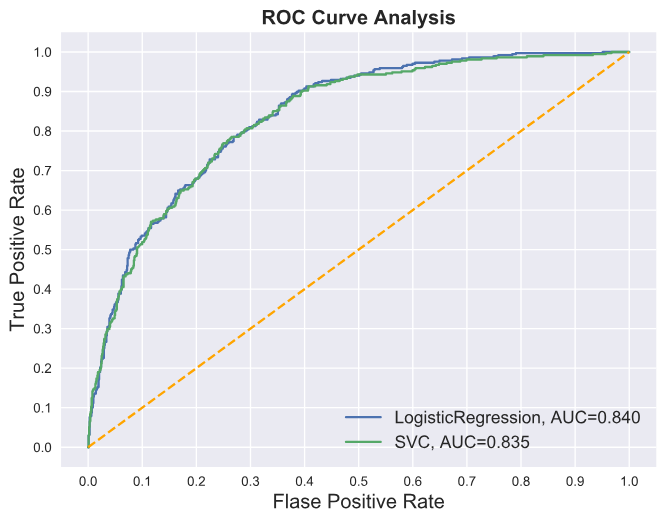 ROC Curve Analysis
1.0
0.9
0.8
0.7
0.6
0.5
0.4
0.3
0.2
0.1
0.0
True Positive Rate
LogisticRegression, AUC=0.840
SVC, AUC=0.835
0.0 0.1 0.2 0.3 0.4 0.5 0.6 0.7 0.8 0.9 1.0
Flase Positive Rate